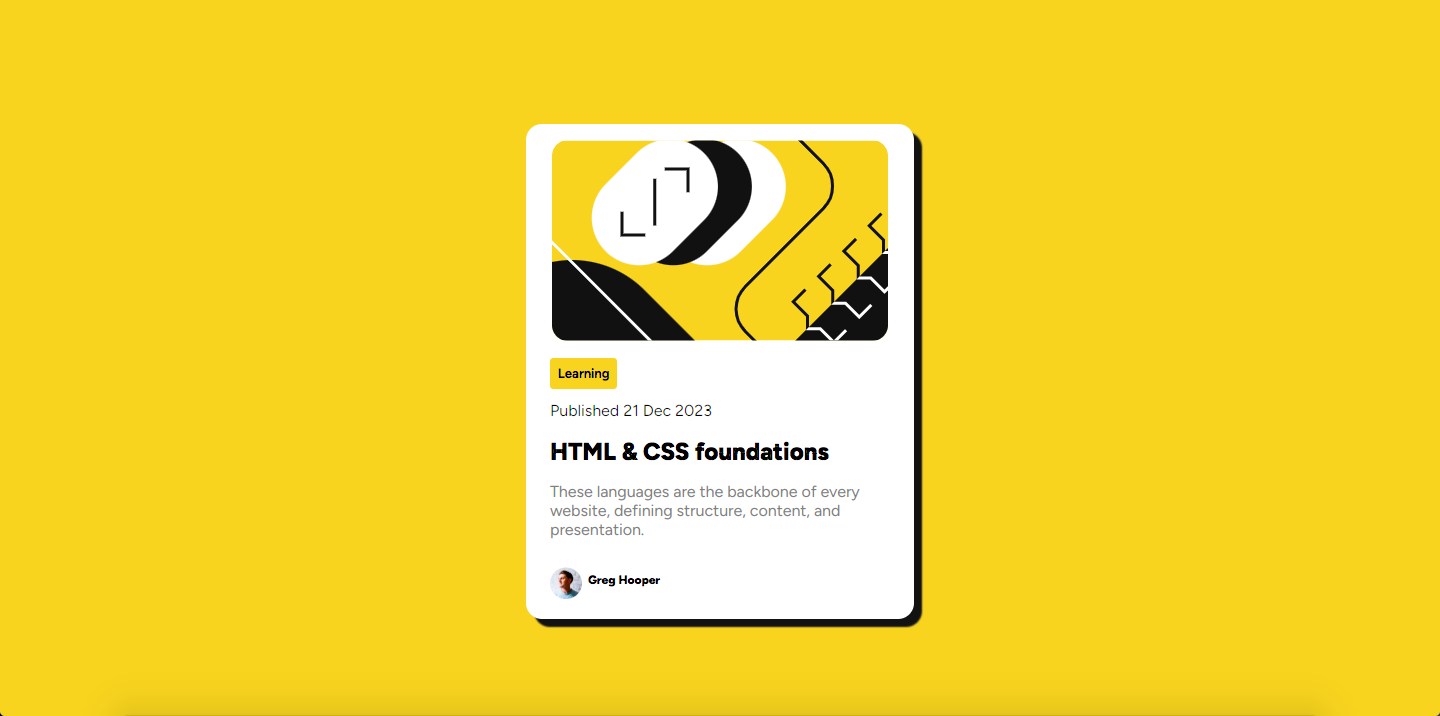 Learning
Published 21 Dec 2023
HTML & CSS foundations
These languages are the backbone of every
website, defining structure, content, and
presentation.
Greg Hooper